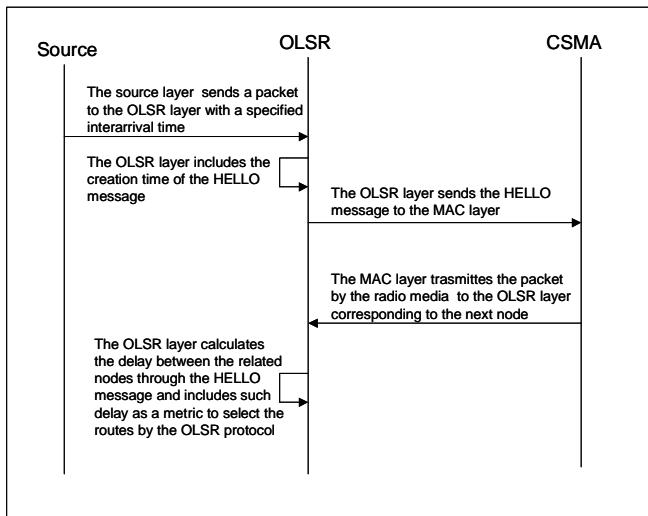 Source
OLSR
CSMA
The source layer sends a packet
to the OLSR layer with a specified
interarrival time
The OLSR layer includes the
creation time of the HELLO
message
The OLSR layer sends the HELLO
message to the MAC layer
The MAC layer trasmittes the packet
by the radio media to the OLSR layer
corresponding to the next node
The OLSR layer calculates
the delay between the related
nodes through the HELLO
message and includes such
delay as a metric to select the
routes by the OLSR protocol